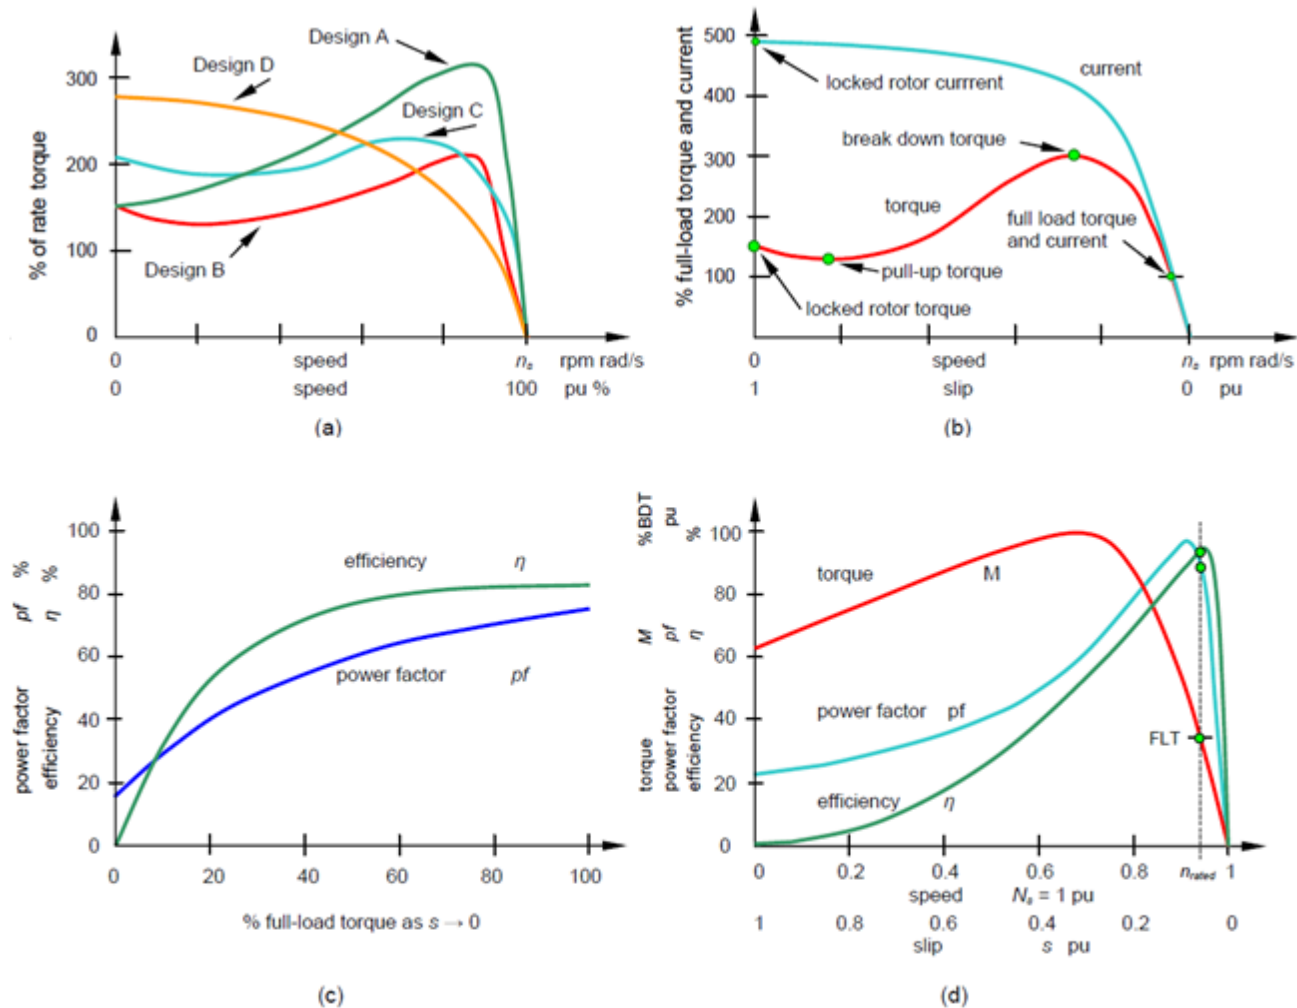 Design A
Design D
Design C
Design B
% of rate torque
300
200
100
0
0 speed nₛ rpm rad/s
0 speed 100 pu %
(a)
% full-load torque and current
500
400
300
200
100
current
locked rotor currrent
break down torque
torque
full load torque
and current
pull-up torque
locked rotor torque
0 speed nₛ rpm rad/s
1 slip 0 pu
(b)
power factor pf %
efficiency η %
100
80
60
40
20
0
efficiency η
power factor pf
0 20 40 60 80 100
% full-load torque as s → 0
(c)
torque M %BDT
power factor pf pu
efficiency η %
100
80
60
40
20
0
torque M
power factor pf
efficiency η
FLT
0 0.2 0.4 0.6 0.8 n_rated 1
speed Nₛ = 1 pu
1 0.8 0.6 0.4 0.2 0
slip s pu
(d)